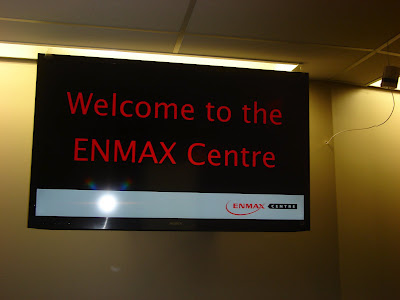 Welcome to the
ENMAX Centre
ENMAX CENTRE